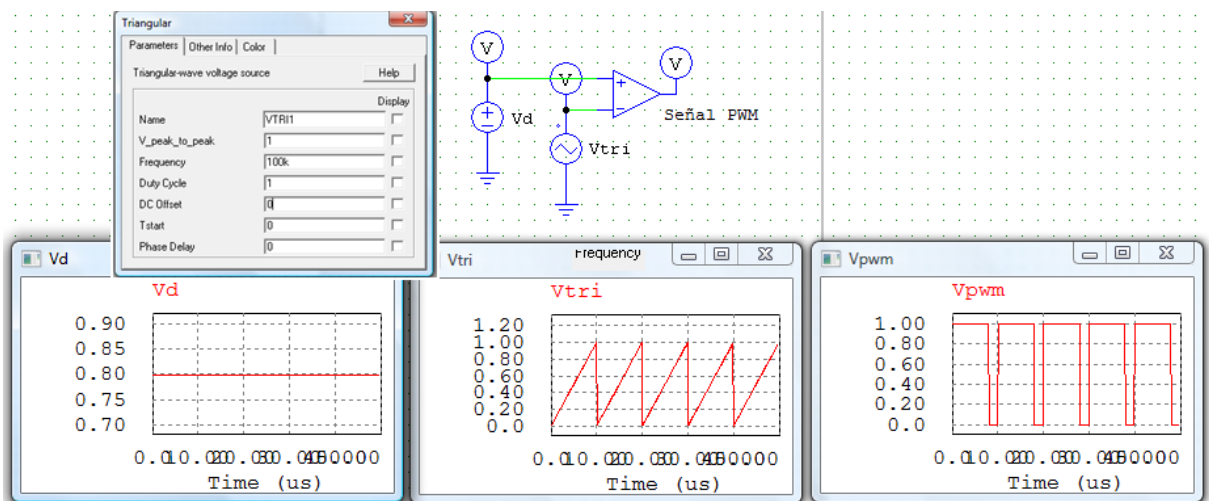 Triangular
Parameters Other Info Color
Triangular-wave voltage source Help
Display
Name VTRI1
V_peak_to_peak 1
Frequency 100k
Duty Cycle 1
DC Offset 0
Tstart 0
Phase Delay 0
V
V
V
+
-
+
-
Vd
Vtri
Señal PWM
Vd
Vd
0.90
0.85
0.80
0.75
0.70
Time (us)
Vtri Frequency
Vtri
1.20
1.00
0.80
0.60
0.40
0.20
0.0
Time (us)
Vpwm
Vpwm
1.00
0.80
0.60
0.40
0.20
0.0
Time (us)